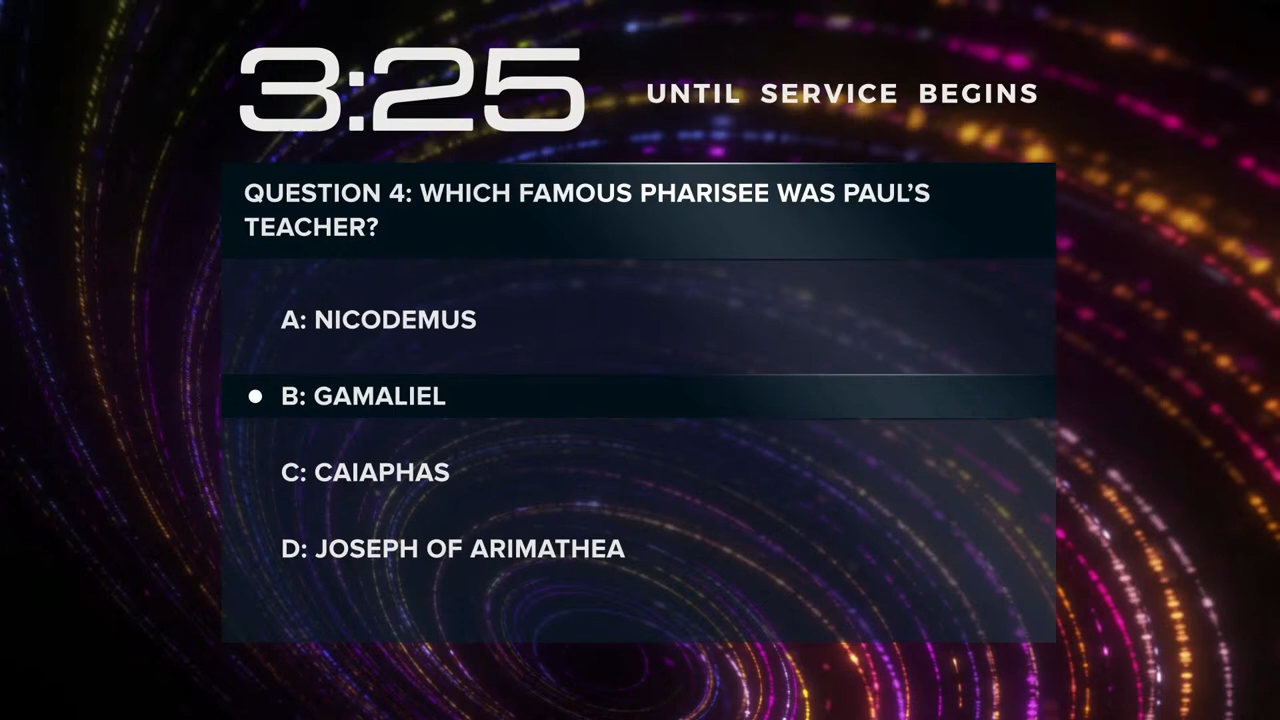 3:25 UNTIL SERVICE BEGINS
QUESTION 4: WHICH FAMOUS PHARISEE WAS PAUL’S
TEACHER?
A: NICODEMUS
B: GAMALIEL
C: CAIAPHAS
D: JOSEPH OF ARIMATHEA